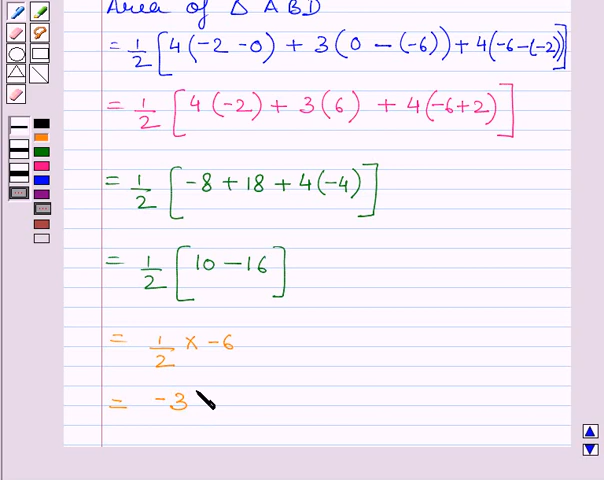 Area of Δ ABD
= 1/2 [4(-2-0) + 3(0-(-6)) + 4(-6-(-2))]
= 1/2 [4(-2) + 3(6) + 4(-6+2)]
= 1/2 [-8 + 18 + 4(-4)]
= 1/2 [10 - 16]
= 1/2 × -6
= -3